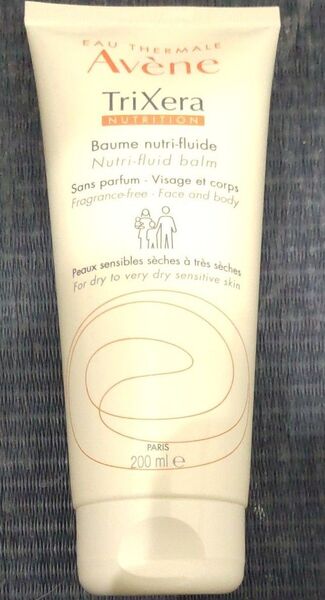 EAU THERMALE
Avène
TriXera
NUTRITION
Baume nutri-fluide
Nutri-fluid balm
Sans parfum - Visage et corps
Fragrance-free - Face and body
Peaux sensibles sèches à très sèches
For dry to very dry sensitive skin
PARIS
200 ml e